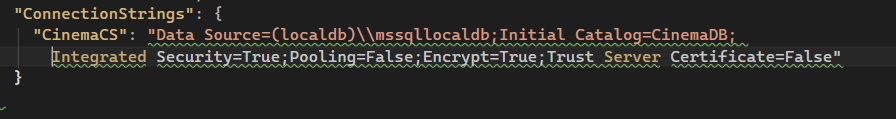 "ConnectionStrings": {
"CinemaCS": "Data Source=(localdb)\\mssqllocaldb;Initial Catalog=CinemaDB;
Integrated Security=True;Pooling=False;Encrypt=True;Trust Server Certificate=False"
}